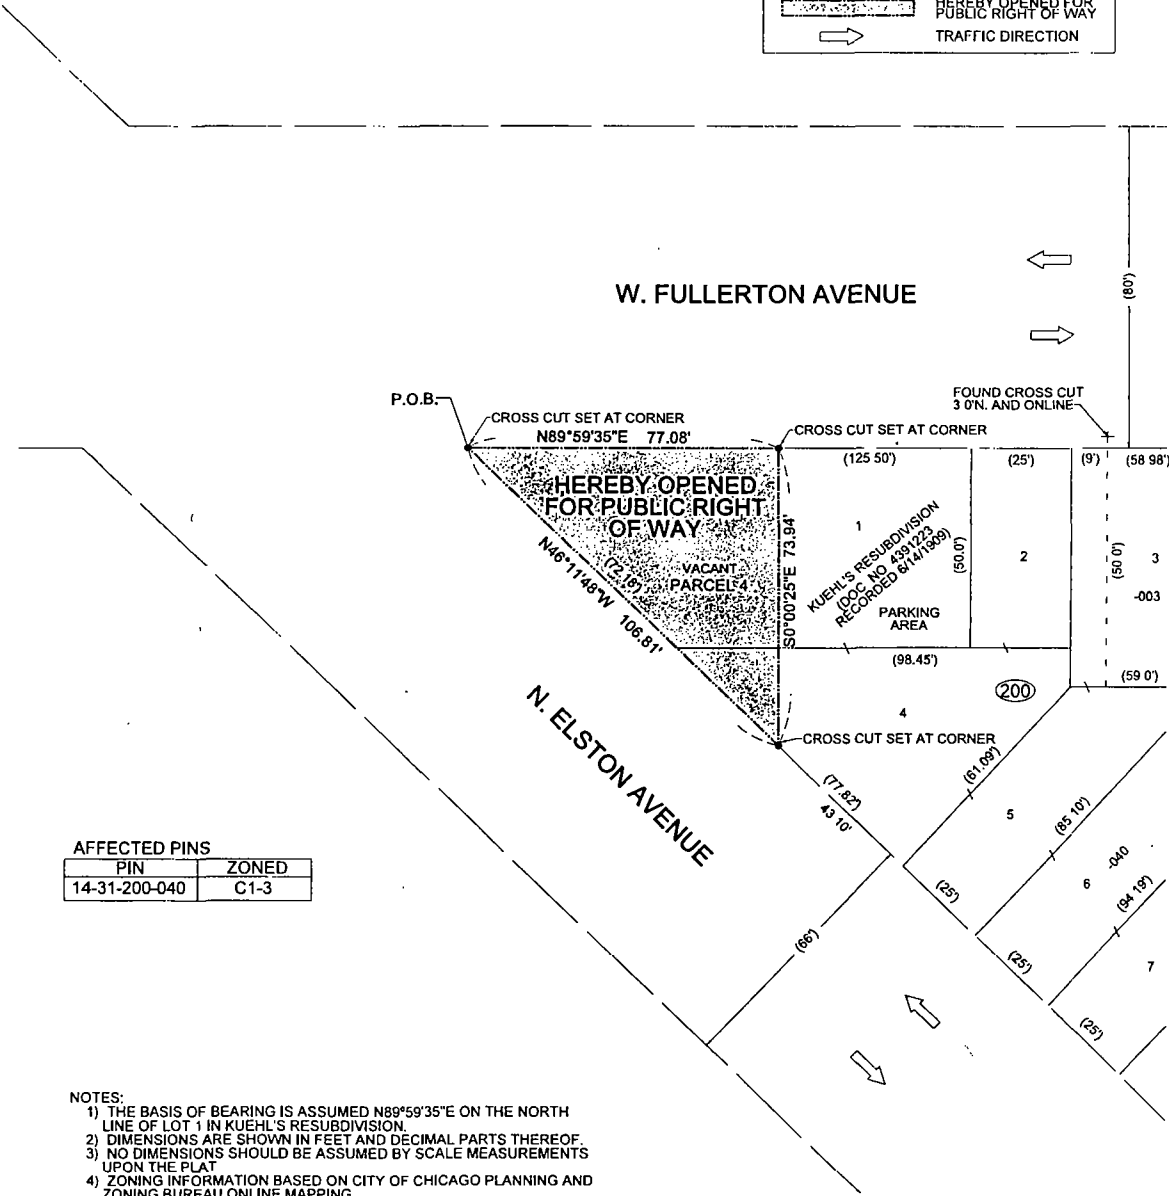 HEREBY OPENED FOR
PUBLIC RIGHT OF WAY
TRAFFIC DIRECTION
W. FULLERTON AVENUE
(80')
P.O.B.
CROSS CUT SET AT CORNER
N89°59'35"E 77.08'
CROSS CUT SET AT CORNER
FOUND CROSS CUT
3 0'N. AND ONLINE
(125 50')
(25')
(9')
(58 98')
HEREBY OPENED
FOR PUBLIC RIGHT
OF WAY
VACANT
PARCEL 4
N46°11'48"W 106.81'
(72.18')
S0°00'25"E 73.94'
1
KUEHL'S RESUBDIVISION
(DOC. NO 4391223
RECORDED 6/14/1909)
PARKING
AREA
(50.0')
2
(50 0')
3
-003
(98.45')
(59 0')
200
4
CROSS CUT SET AT CORNER
N. ELSTON AVENUE
(77.82')
43 10'
(61.09')
5
(85 10')
6
-040
(94 19')
7
(25')
(25')
(25')
(66')
AFFECTED PINS
PIN ZONED
14-31-200-040 C1-3
NOTES:
1) THE BASIS OF BEARING IS ASSUMED N89°59'35"E ON THE NORTH
LINE OF LOT 1 IN KUEHL'S RESUBDIVISION.
2) DIMENSIONS ARE SHOWN IN FEET AND DECIMAL PARTS THEREOF.
3) NO DIMENSIONS SHOULD BE ASSUMED BY SCALE MEASUREMENTS
UPON THE PLAT
4) ZONING INFORMATION BASED ON CITY OF CHICAGO PLANNING AND
ZONING BUREAU ONLINE MAPPING